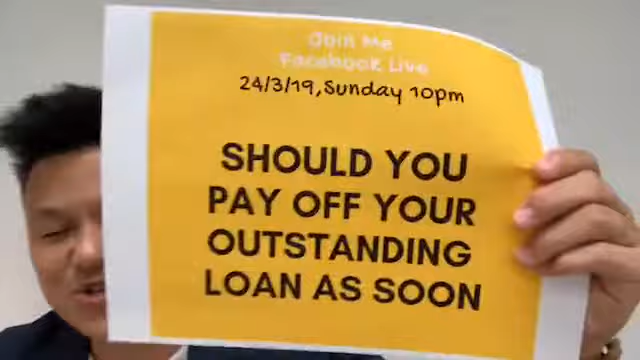 Join Me
Facebook Live
24/3/19, Sunday 10pm
SHOULD YOU
PAY OFF YOUR
OUTSTANDING
LOAN AS SOON